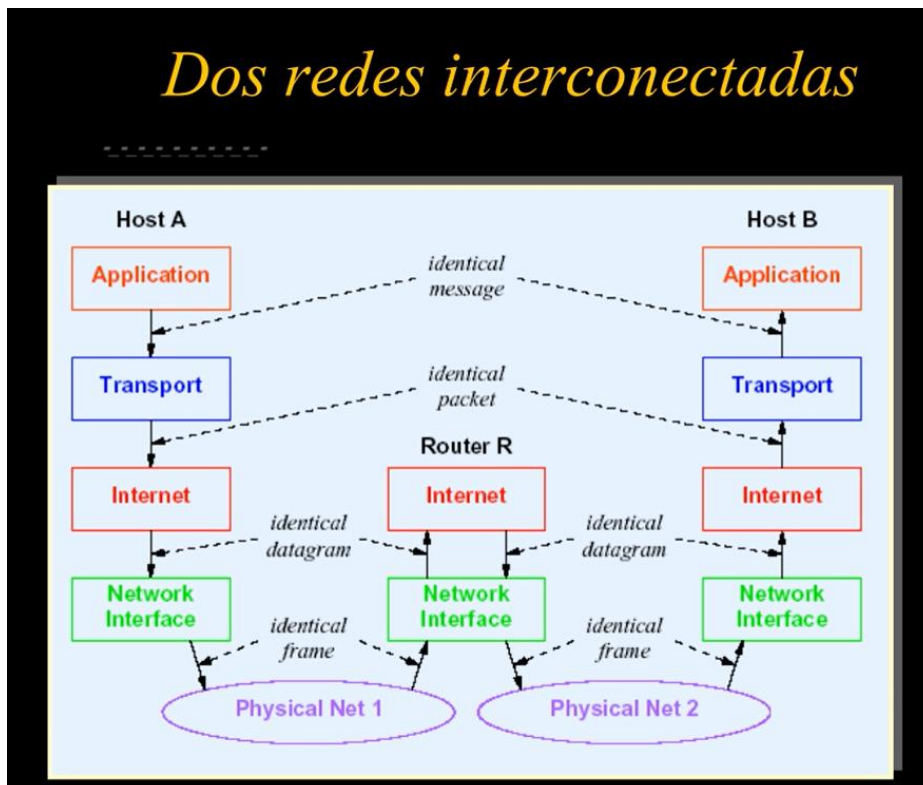 Dos redes interconectadas
Host A
Host B
Application
identical
message
Application
Transport
identical
packet
Transport
Router R
Internet
Internet
Internet
identical
datagram
identical
datagram
Network
Interface
Network
Interface
Network
Interface
identical
frame
identical
frame
Physical Net 1
Physical Net 2